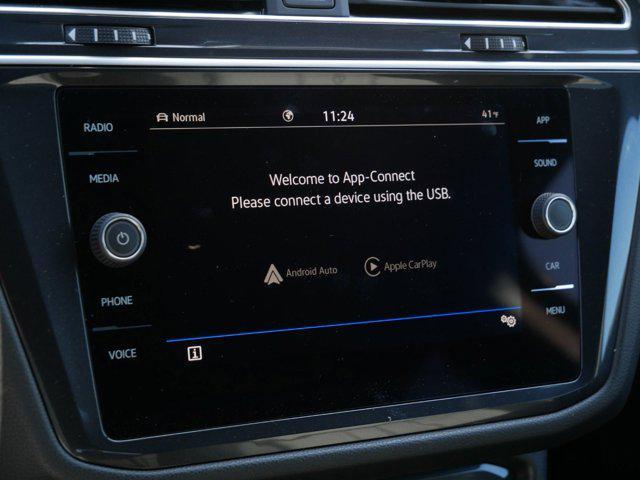 Normal 11:24 41°F
RADIO
MEDIA
PHONE
VOICE
Welcome to App-Connect
Please connect a device using the USB.
Android Auto Apple CarPlay
i
APP
SOUND
CAR
MENU